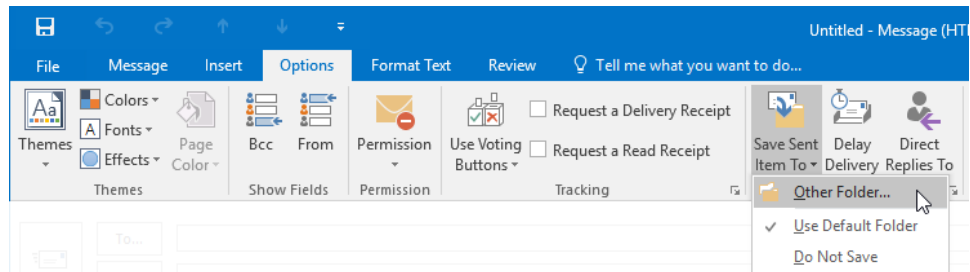 Untitled - Message (HT
File Message Insert Options Format Text Review Tell me what you want to do...
Aa Colors
A Fonts
Effects
Themes
Page Color
Themes
Bcc From
Show Fields
Permission
Permission
Use Voting Buttons
Request a Delivery Receipt
Request a Read Receipt
Tracking
Save Sent Item To
Delay Delivery
Direct Replies To
Other Folder...
Use Default Folder
Do Not Save
To...